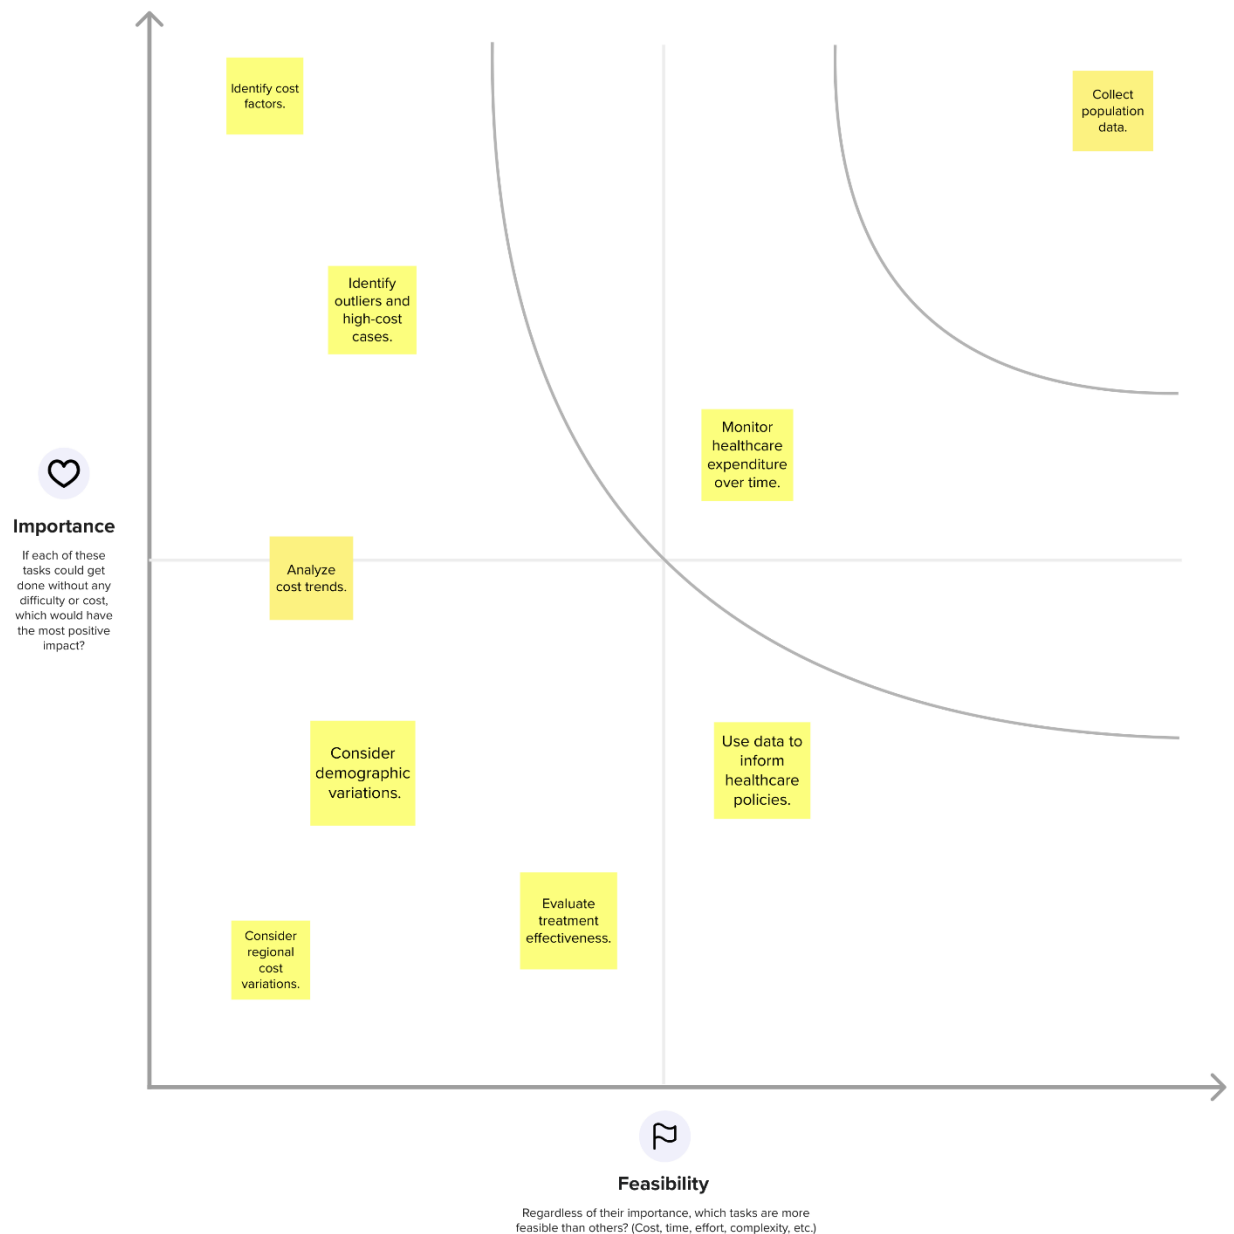 Identify cost
factors.
Collect
population
data.
Identify
outliers and
high-cost
cases.
Monitor
healthcare
expenditure
over time.
Importance
If each of these
tasks could get
done without any
difficulty or cost,
which would have
the most positive
impact?
Analyze
cost trends.
Consider
demographic
variations.
Use data to
inform
healthcare
policies.
Evaluate
treatment
effectiveness.
Consider
regional
cost
variations.
Feasibility
Regardless of their importance, which tasks are more
feasible than others? (Cost, time, effort, complexity, etc.)